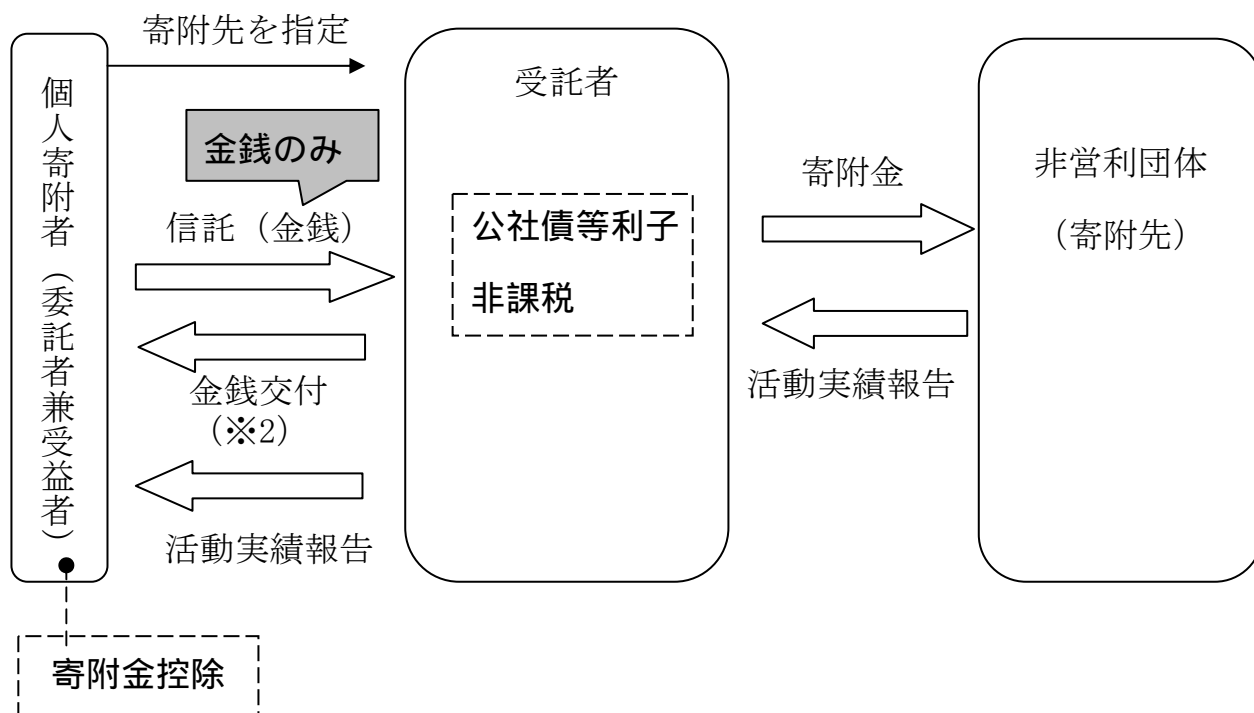 寄附先を指定
個人寄附者（委託者兼受益者）
金銭のみ
信託（金銭）
金銭交付
（※2）
活動実績報告
寄附金控除
受託者
公社債等利子
非課税
寄附金
活動実績報告
非営利団体
（寄附先）